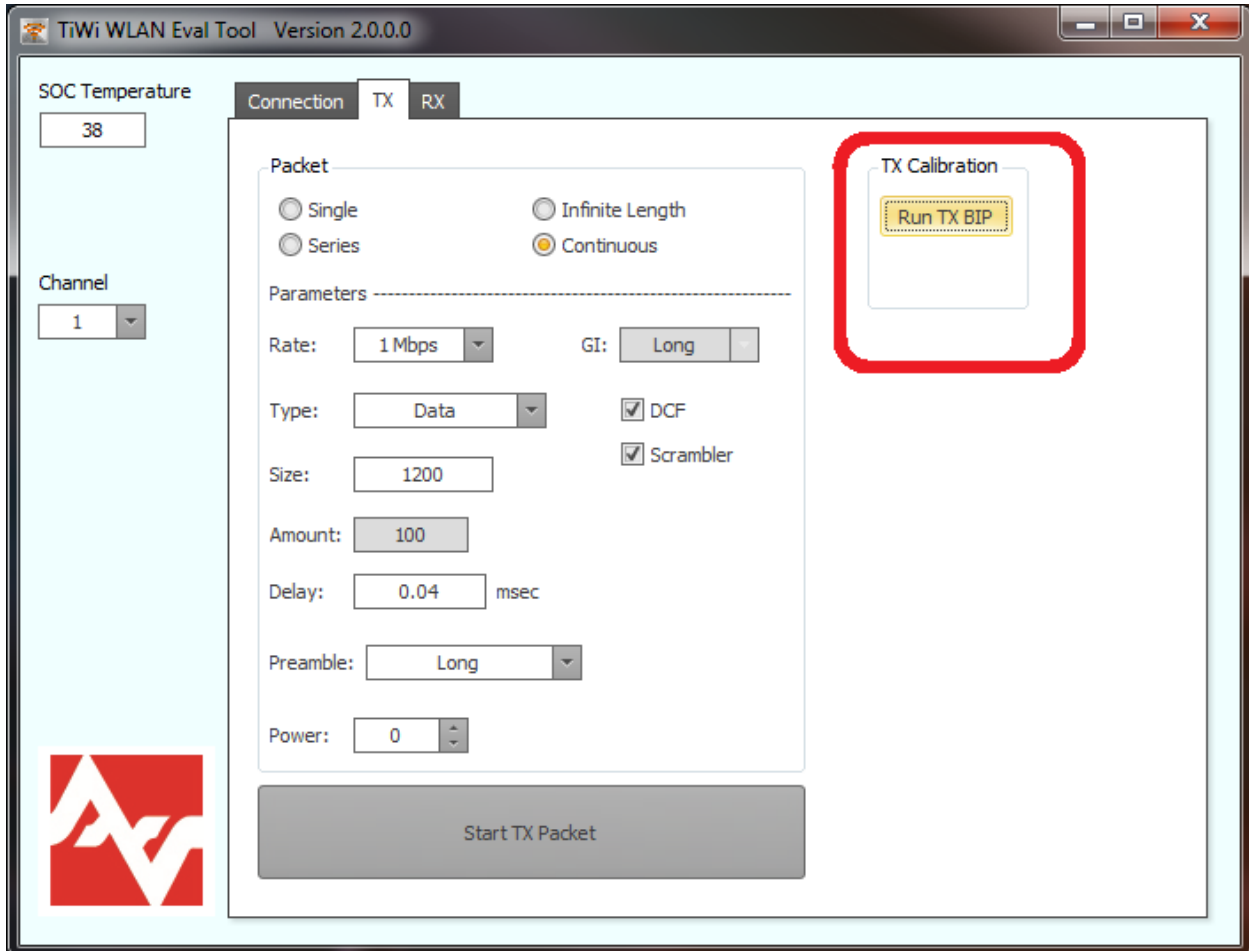 TiWi WLAN Eval Tool Version 2.0.0.0
SOC Temperature
38
Channel
1
Connection TX RX
Packet
Single Infinite Length
Series Continuous
Parameters ----------------------------------------------------------
Rate: 1 Mbps GI: Long
Type: Data DCF
Scrambler
Size: 1200
Amount: 100
Delay: 0.04 msec
Preamble: Long
Power: 0
Start TX Packet
TX Calibration
Run TX BIP